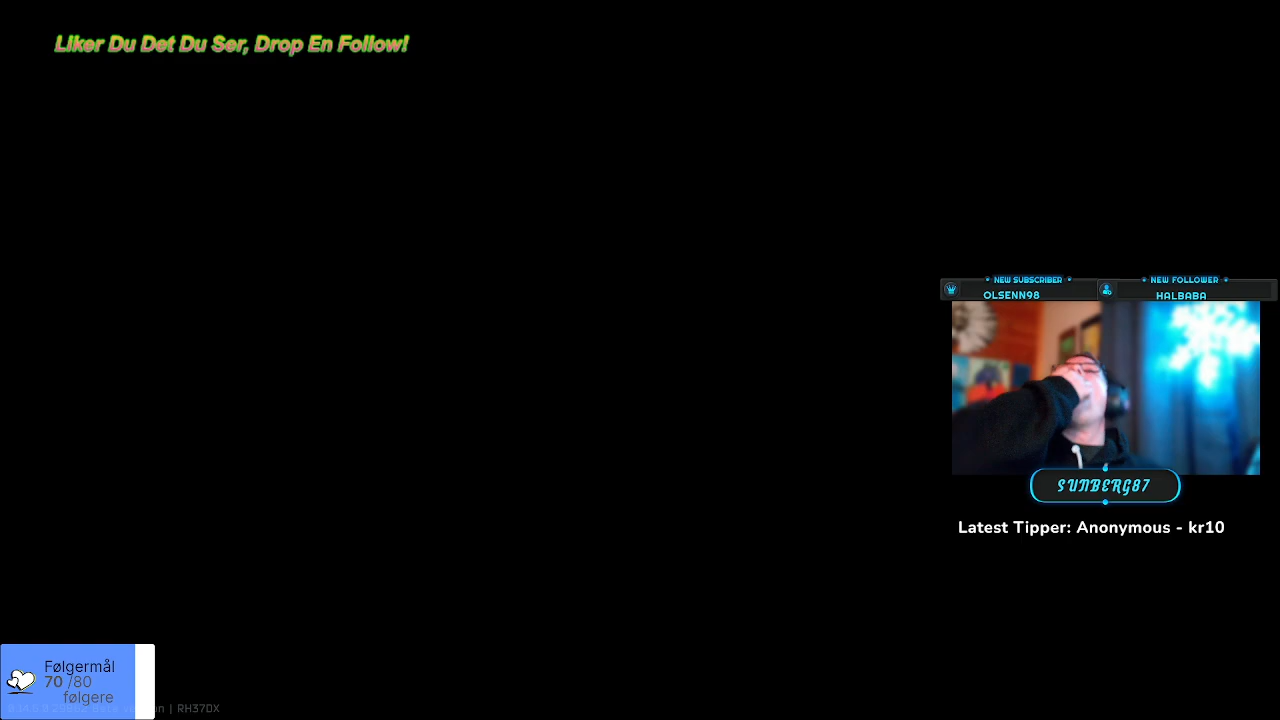 Liker Du Det Du Ser, Drop En Follow!
NEW SUBSCRIBER
OLSENN98
NEW FOLLOWER
HALBABA
SUNBERG87
Latest Tipper: Anonymous - kr10
Følgermål
70 /80
følgere
| RH37DX